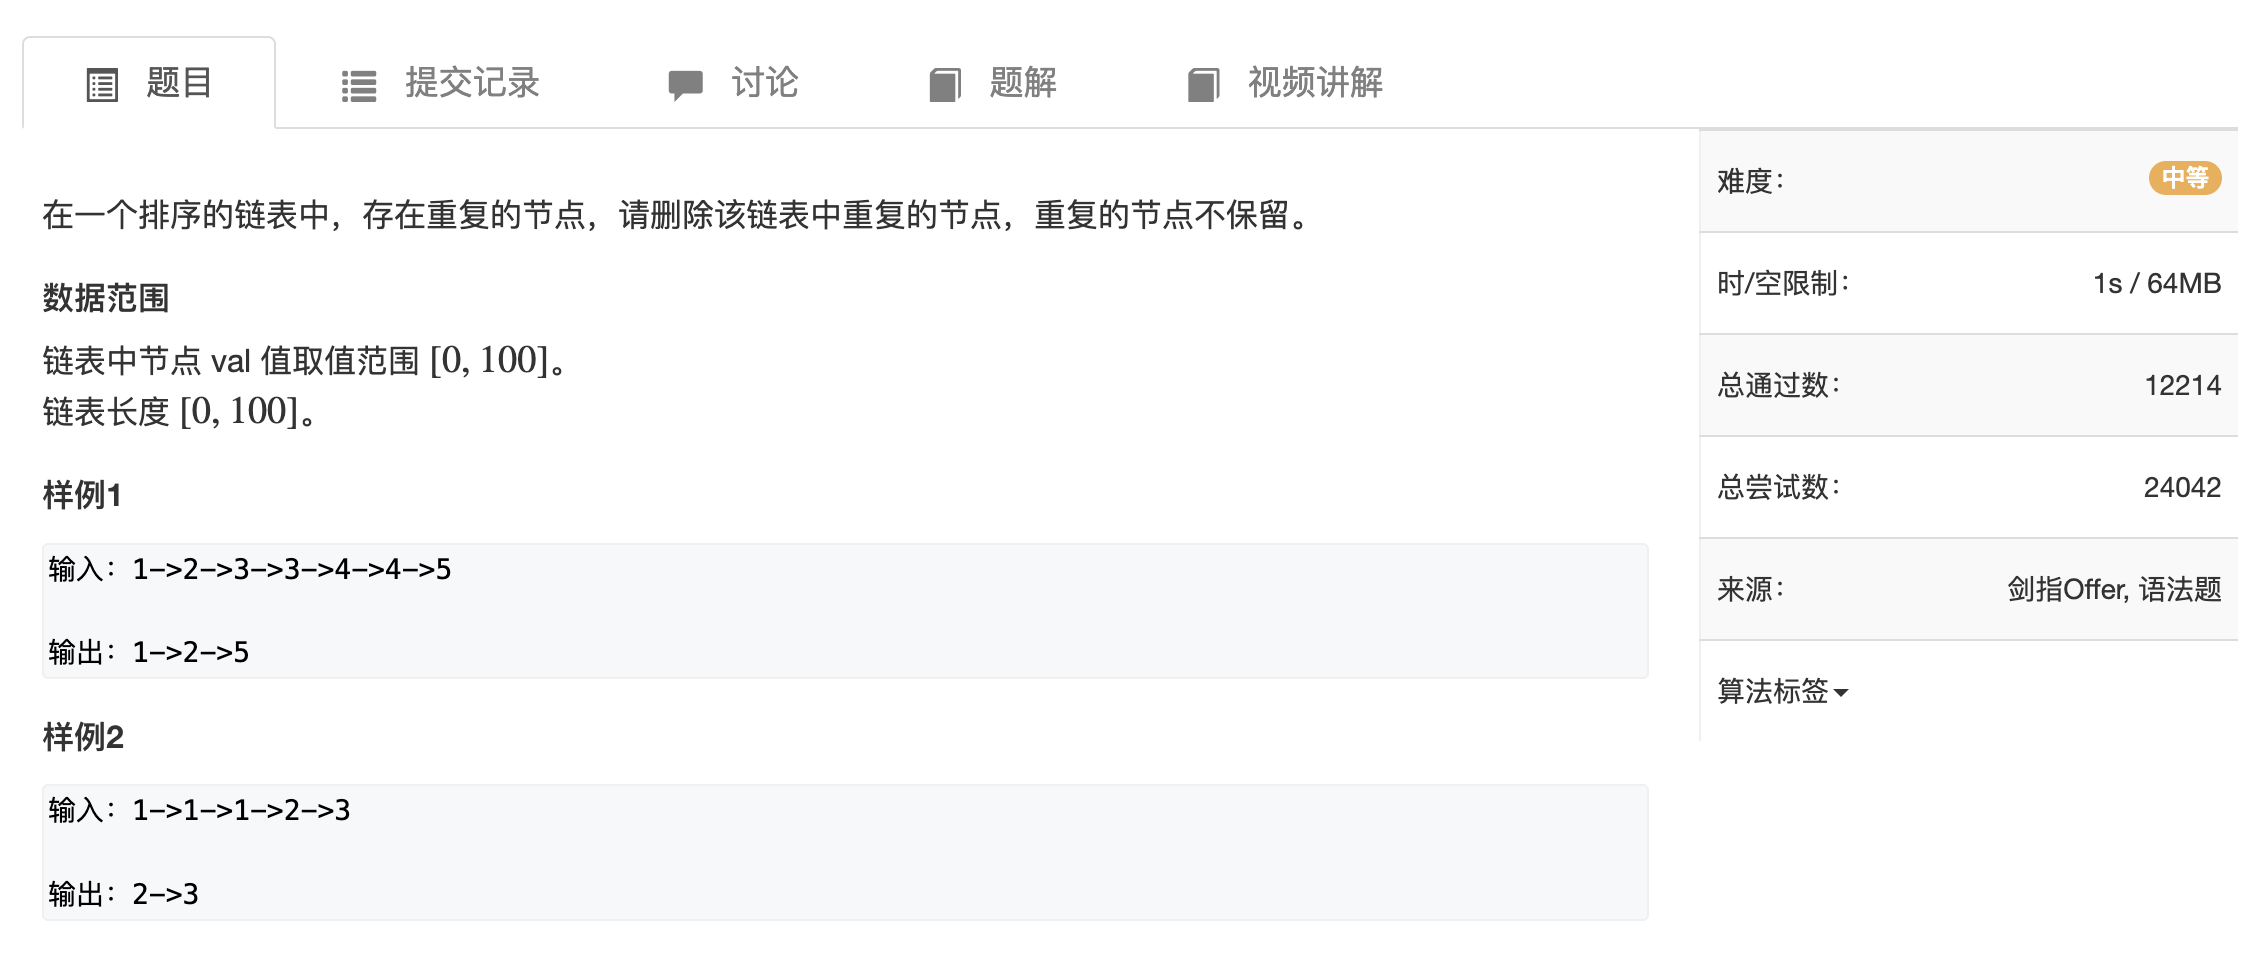 题目 提交记录 讨论 题解 视频讲解
在一个排序的链表中，存在重复的节点，请删除该链表中重复的节点，重复的节点不保留。
数据范围
链表中节点 val 值取值范围 [0, 100]。
链表长度 [0, 100]。
样例1
输入：1->2->3->3->4->4->5
输出：1->2->5
样例2
输入：1->1->1->2->3
输出：2->3
难度： 中等
时/空限制： 1s / 64MB
总通过数： 12214
总尝试数： 24042
来源： 剑指Offer, 语法题
算法标签